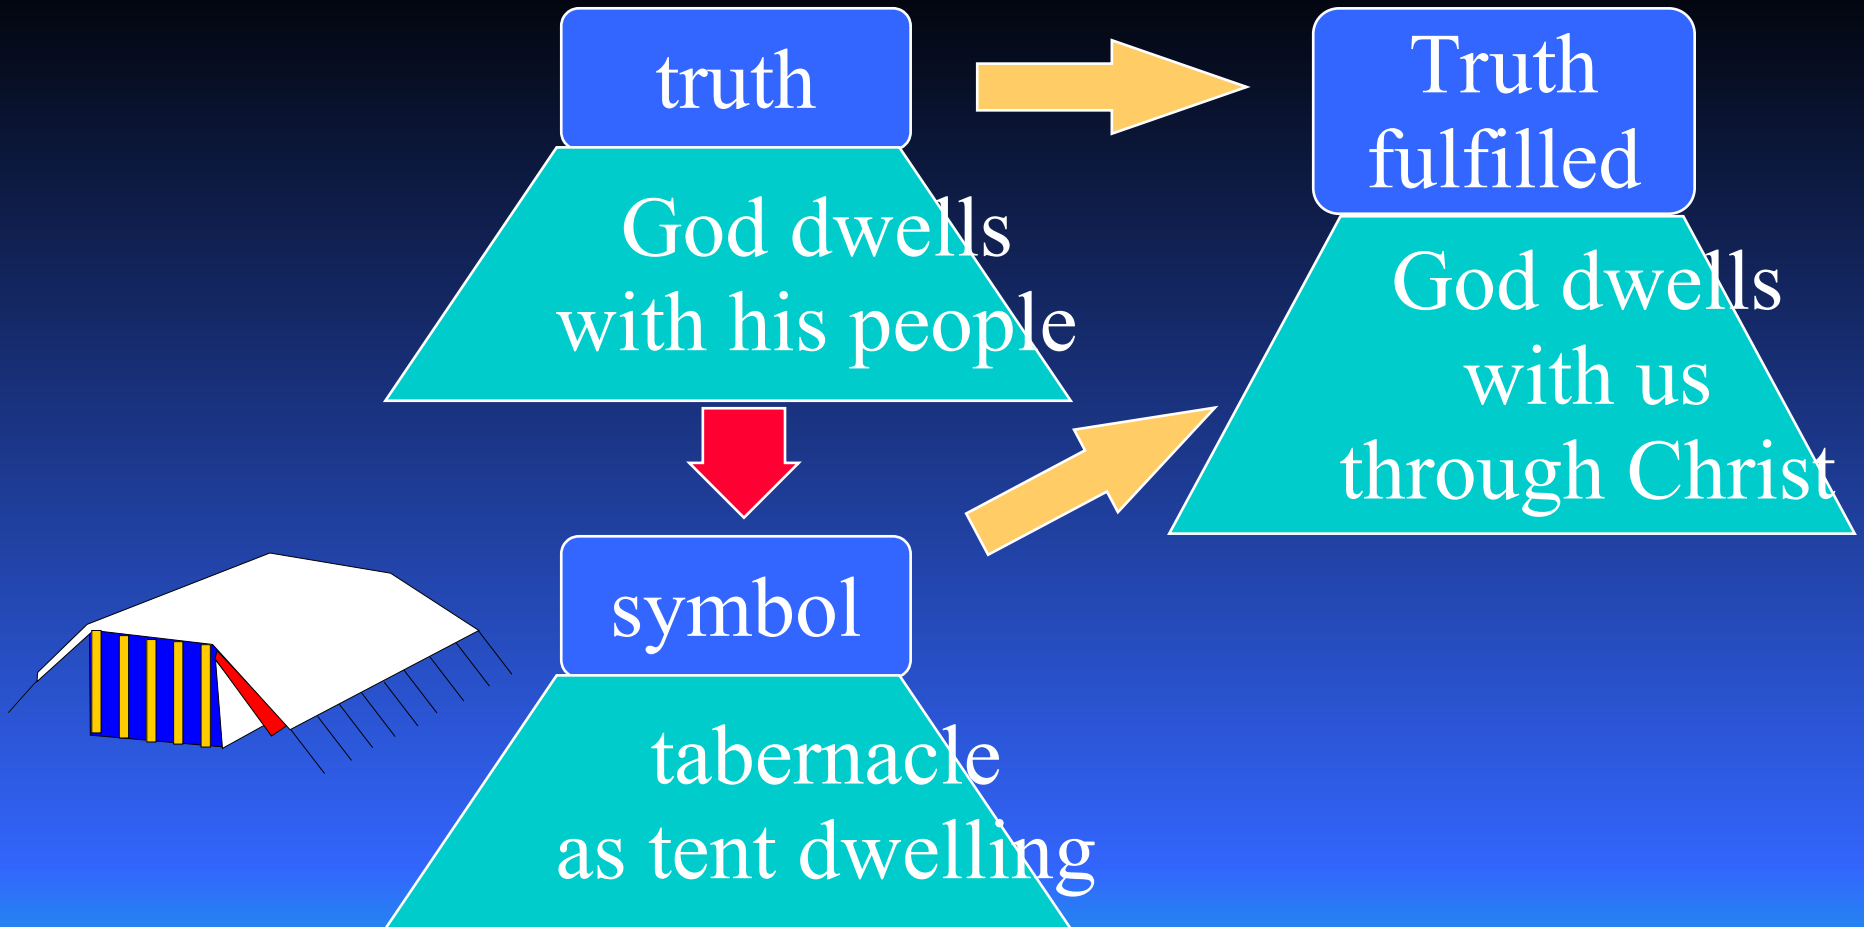 truth
God dwells
with his people
Truth
fulfilled
God dwells
with us
through Christ
symbol
tabernacle
as tent dwelling